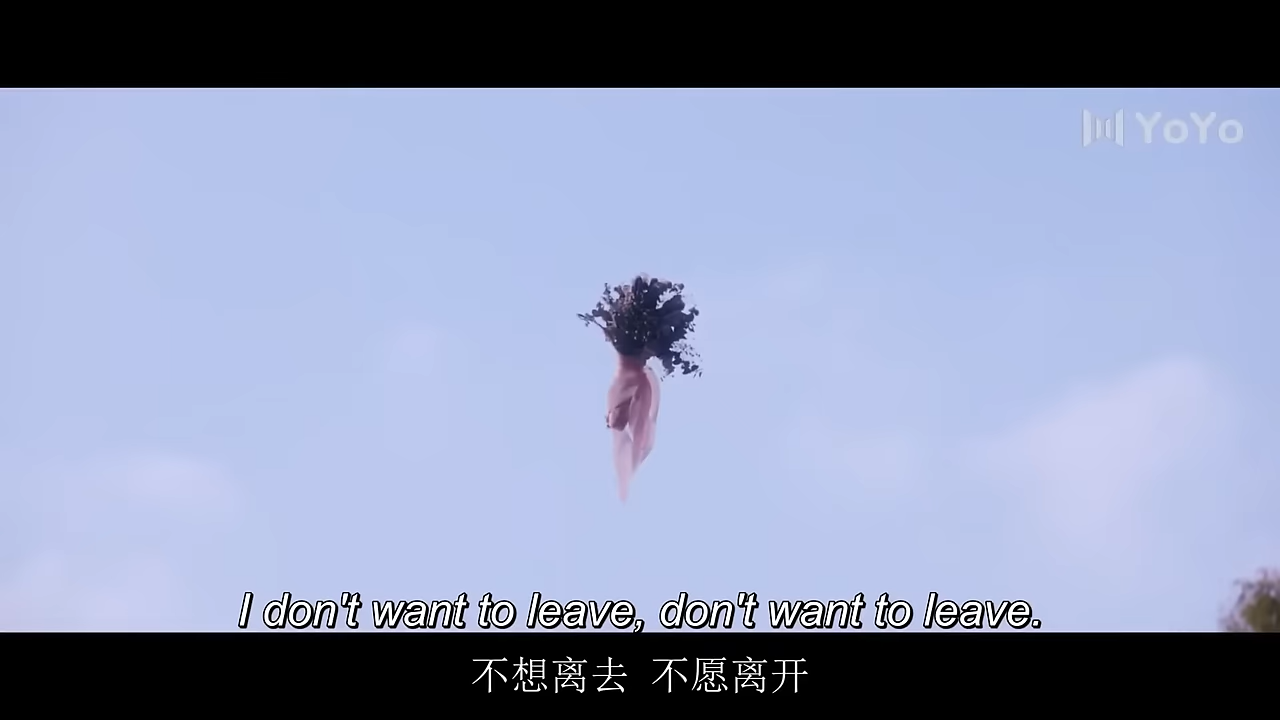 YoYo
I don't want to leave, don't want to leave.
不想离去 不愿离开